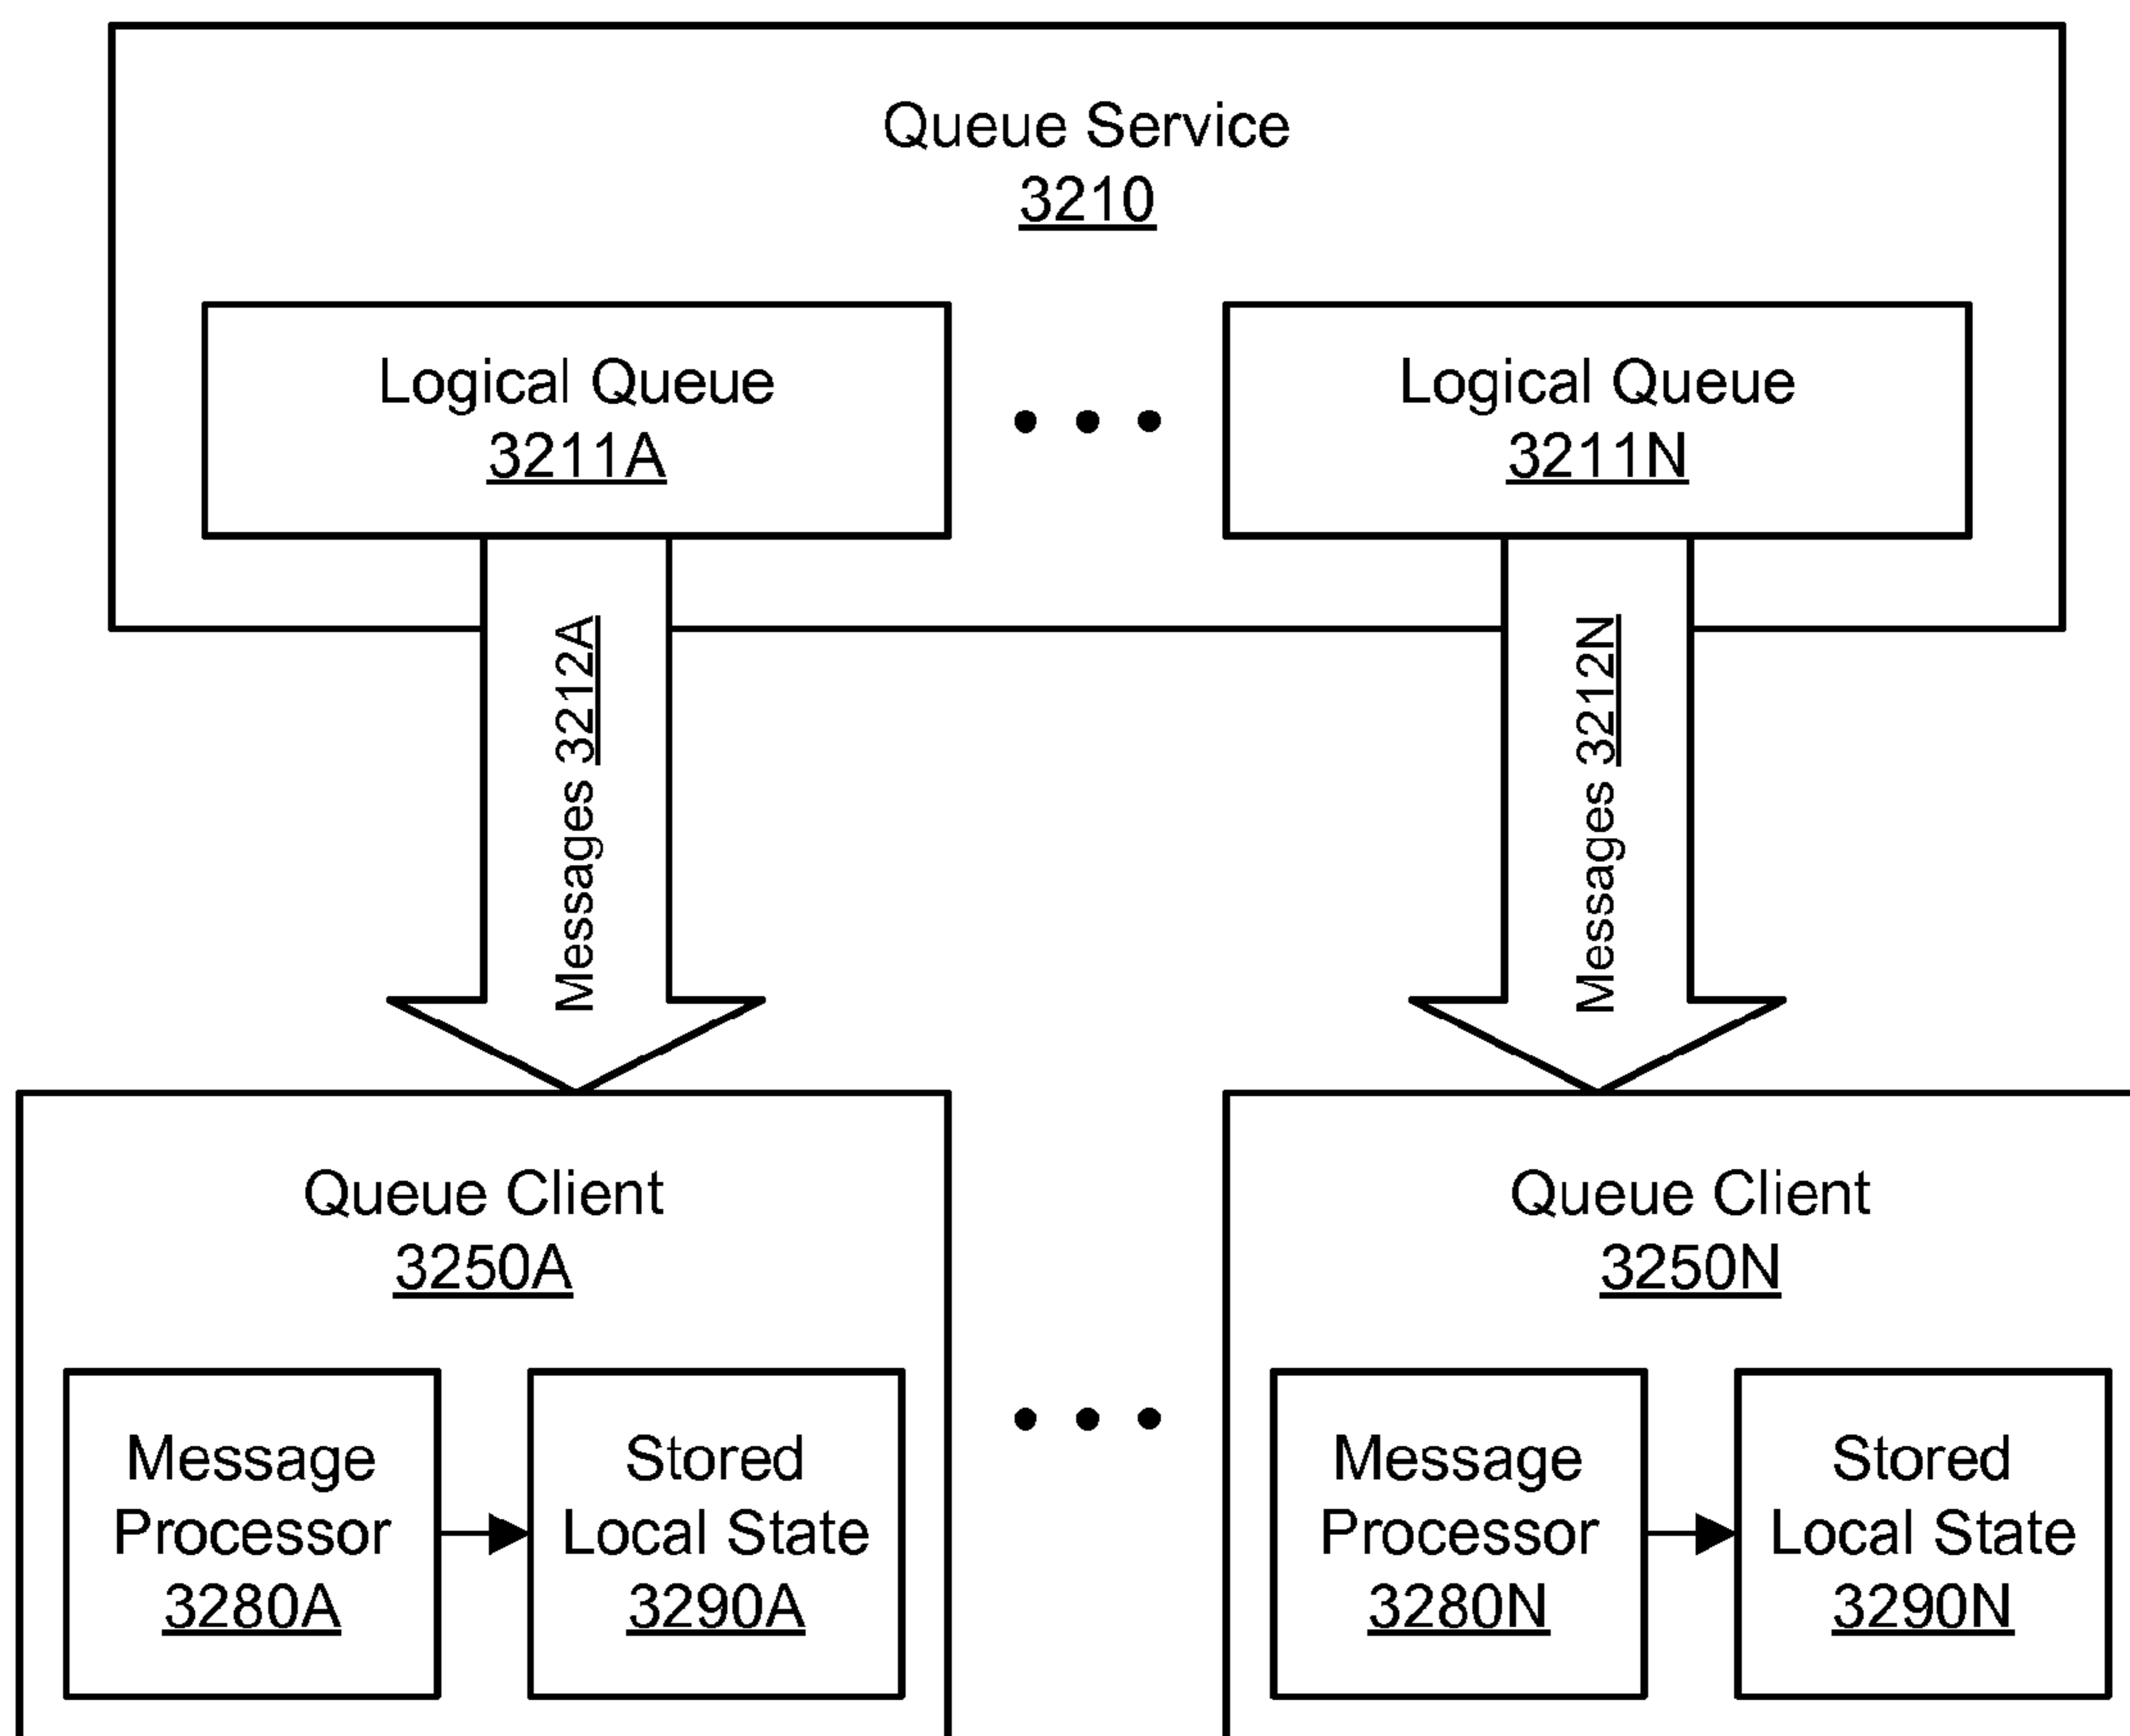 Queue Service
3210
Logical Queue
3211A
Logical Queue
3211N
Messages 3212A
Messages 3212N
Queue Client
3250A
Queue Client
3250N
Message
Processor
3280A
Stored
Local State
3290A
Message
Processor
3280N
Stored
Local State
3290N